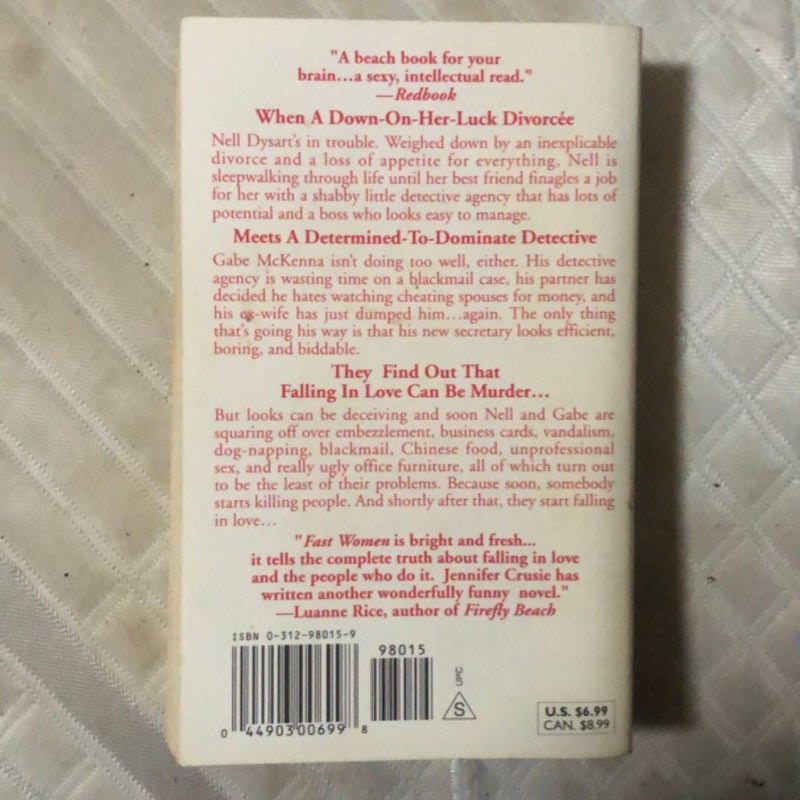 "A beach book for your
brain...a sexy, intellectual read."
—Redbook
When A Down-On-Her-Luck Divorcée
Nell Dysart's in trouble. Weighed down by an inexplicable
divorce and a loss of appetite for everything, Nell is
sleepwalking through life until her best friend finagles a job
for her with a shabby little detective agency that has lots of
potential and a boss who looks easy to manage.
Meets A Determined-To-Dominate Detective
Gabe McKenna isn't doing too well, either. His detective
agency is wasting time on a blackmail case, his partner has
decided he hates watching cheating spouses for money, and
his ex-wife has just dumped him...again. The only thing
that's going his way is that his new secretary looks efficient,
boring, and biddable.
They Find Out That
Falling In Love Can Be Murder...
But looks can be deceiving and soon Nell and Gabe are
squaring off over embezzlement, business cards, vandalism,
dog-napping, blackmail, Chinese food, unprofessional
sex, and really ugly office furniture, all of which turn out
to be the least of their problems. Because soon, somebody
starts killing people. And shortly after that, they start falling
in love...
"Fast Women is bright and fresh...
it tells the complete truth about falling in love
and the people who do it. Jennifer Crusie has
written another wonderfully funny novel."
—Luanne Rice, author of Firefly Beach
ISBN 0-312-98015-9
98015
UPC
S
0 44903 00699 8
U.S. $6.99
CAN. $8.99